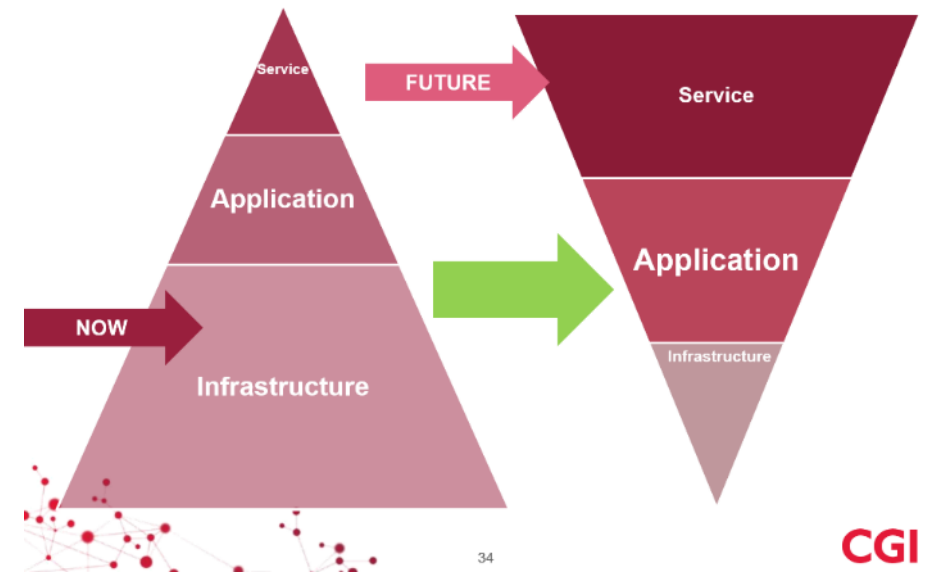 Service
FUTURE
Service
Application
Application
NOW
Infrastructure
Infrastructure
34
CGI